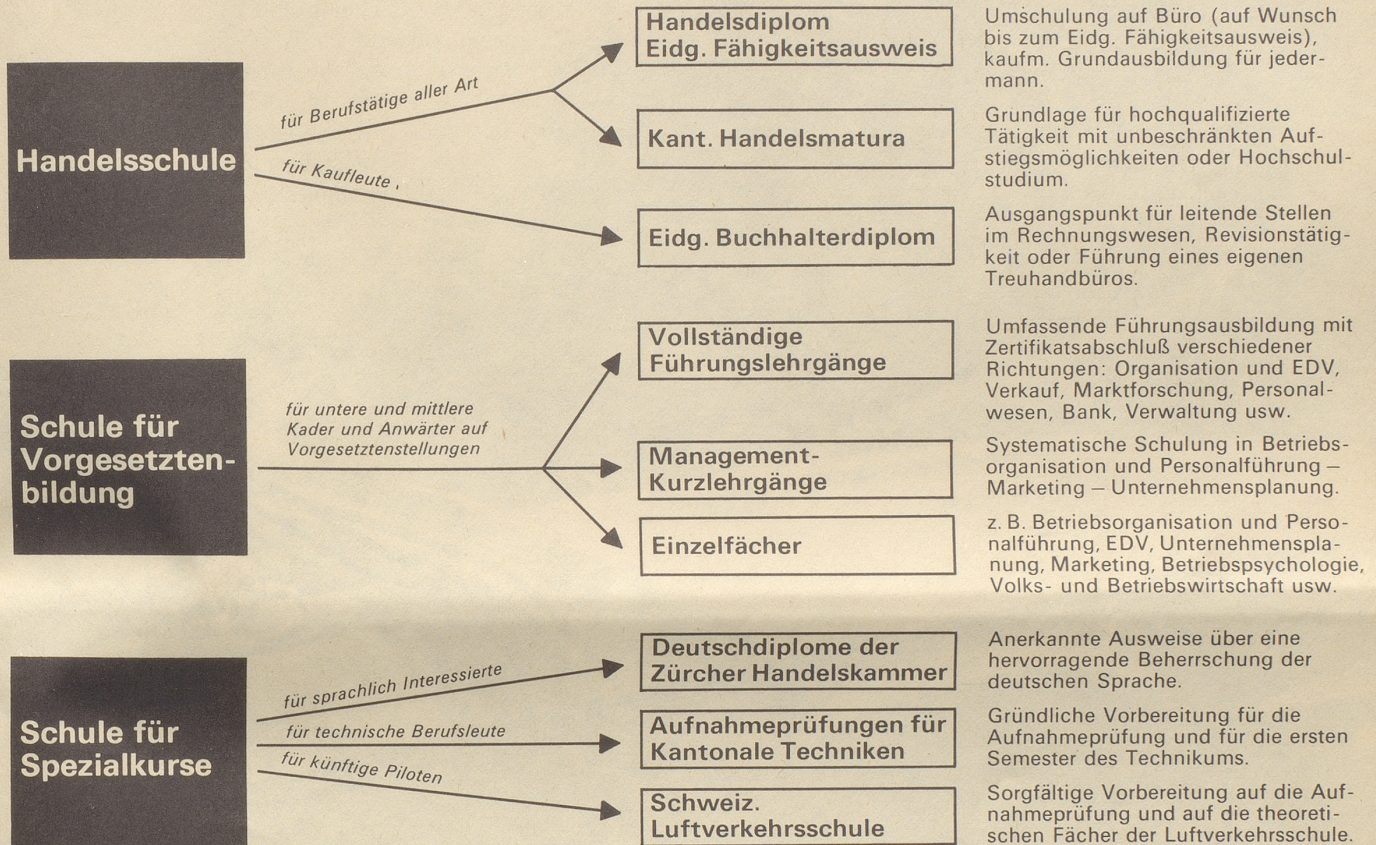 Handelsschule
für Berufstätige aller Art
für Kaufleute
Handelsdiplom
Eidg. Fähigkeitsausweis
Umschulung auf Büro (auf Wunsch
bis zum Eidg. Fähigkeitsausweis),
kaufm. Grundausbildung für jeder-
mann.
Kant. Handelsmatura
Grundlage für hochqualifizierte
Tätigkeit mit unbeschränkten Auf-
stiegsmöglichkeiten oder Hochschul-
studium.
Eidg. Buchhalterdiplom
Ausgangspunkt für leitende Stellen
im Rechnungswesen, Revisionstätig-
keit oder Führung eines eigenen
Treuhandbüros.
Schule für
Vorgesetzten-
bildung
für untere und mittlere
Kader und Anwärter auf
Vorgesetztenstellungen
Vollständige
Führungslehrgänge
Umfassende Führungsausbildung mit
Zertifikatsabschluß verschiedener
Richtungen: Organisation und EDV,
Verkauf, Marktforschung, Personal-
wesen, Bank, Verwaltung usw.
Management-
Kurzlehrgänge
Systematische Schulung in Betriebs-
organisation und Personalführung –
Marketing – Unternehmensplanung.
Einzelfächer
z. B. Betriebsorganisation und Perso-
nalführung, EDV, Unternehmenspla-
nung, Marketing, Betriebspsychologie,
Volks- und Betriebswirtschaft usw.
Schule für
Spezialkurse
für sprachlich Interessierte
für technische Berufsleute
für künftige Piloten
Deutschdiplome der
Zürcher Handelskammer
Anerkannte Ausweise über eine
hervorragende Beherrschung der
deutschen Sprache.
Aufnahmeprüfungen für
Kantonale Techniken
Gründliche Vorbereitung für die
Aufnahmeprüfung und für die ersten
Semester des Technikums.
Schweiz.
Luftverkehrsschule
Sorgfältige Vorbereitung auf die Auf-
nahmeprüfung und auf die theoreti-
schen Fächer der Luftverkehrsschule.